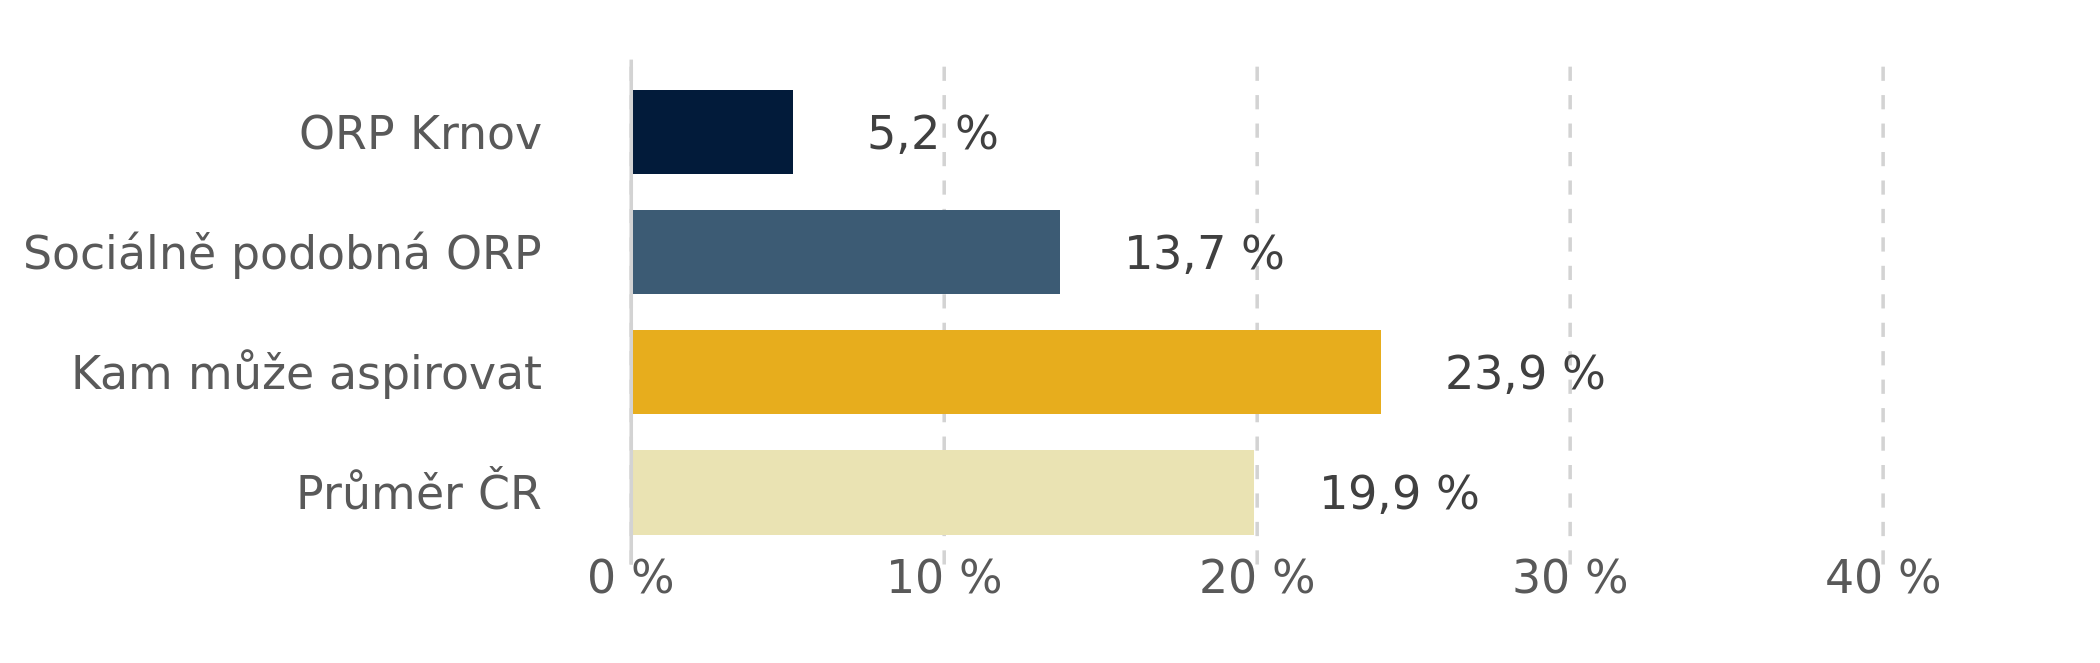 ORP Krnov 5,2 %
Sociálně podobná ORP 13,7 %
Kam může aspirovat 23,9 %
Průměr ČR 19,9 %
0 % 10 % 20 % 30 % 40 %